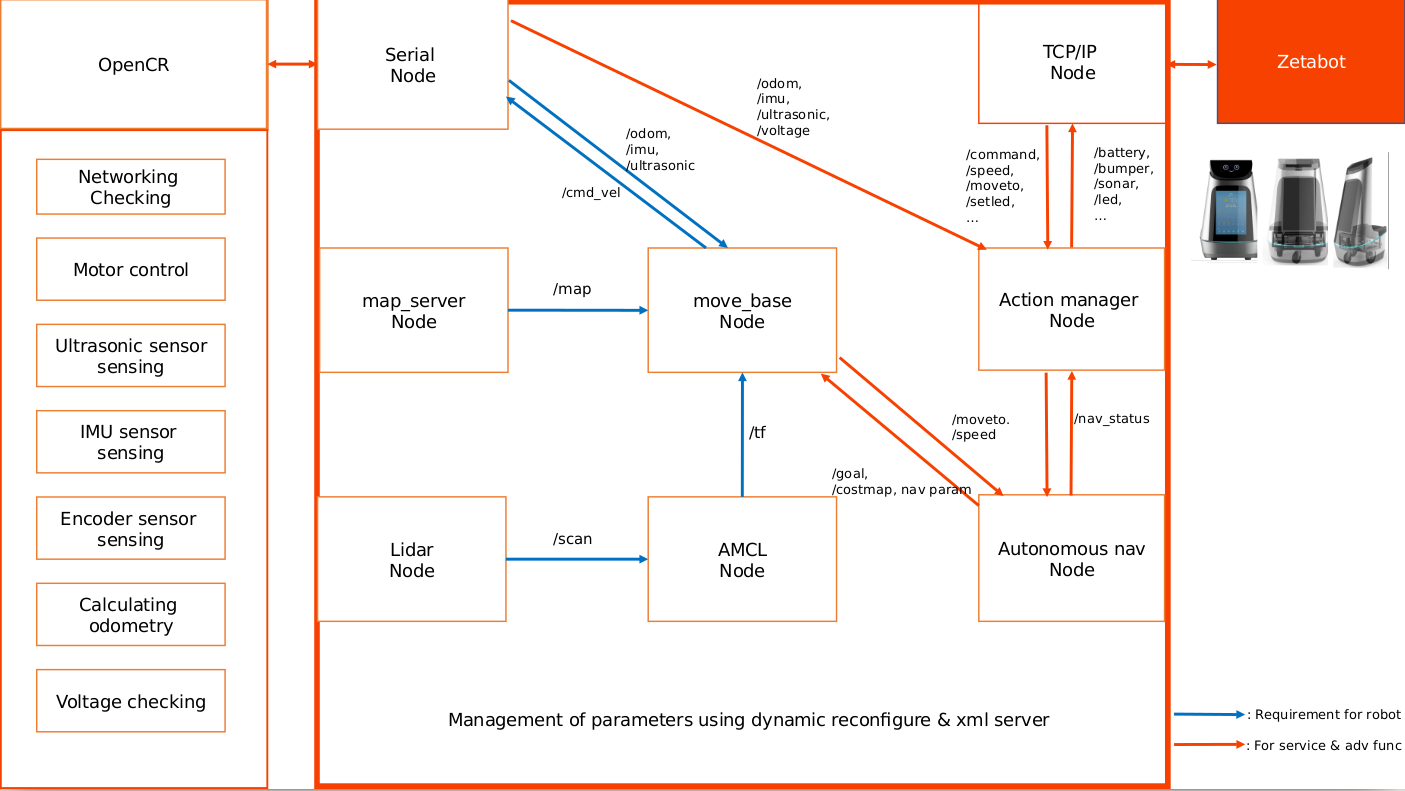 OpenCR
Networking
Checking
Motor control
Ultrasonic sensor
sensing
IMU sensor
sensing
Encoder sensor
sensing
Calculating
odometry
Voltage checking
Serial
Node
TCP/IP
Node
Zetabot
/odom,
/imu,
/ultrasonic,
/voltage
/odom,
/imu,
/ultrasonic
/cmd_vel
/command,
/speed,
/moveto,
/setled,
...
/battery,
/bumper,
/sonar,
/led,
...
map_server
Node
/map
move_base
Node
Action manager
Node
/tf
/moveto.
/speed
/nav_status
/goal,
/costmap, nav param
Lidar
Node
/scan
AMCL
Node
Autonomous nav
Node
Management of parameters using dynamic reconfigure & xml server
: Requirement for robot
: For service & adv func